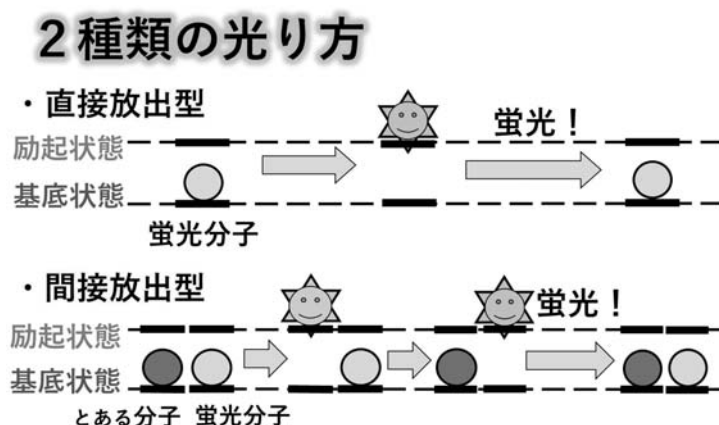 ２種類の光り方
・直接放出型
励起状態
蛍光！
基底状態
蛍光分子
・間接放出型
蛍光！
励起状態
基底状態
とある分子 蛍光分子